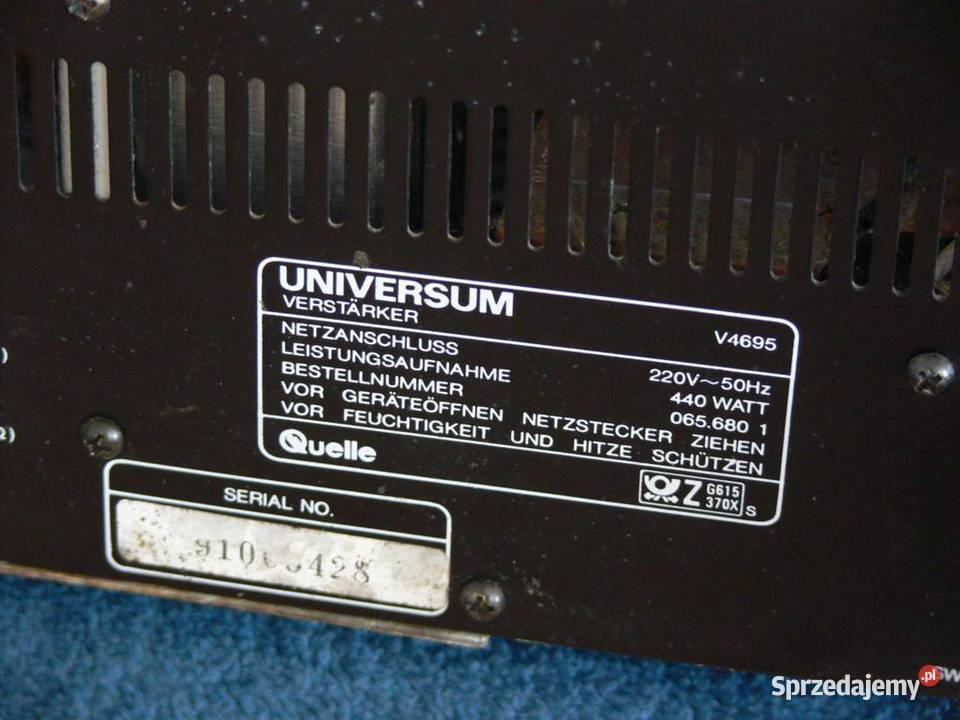 UNIVERSUM
VERSTÄRKER V4695
NETZANSCHLUSS 220V~50Hz
LEISTUNGSAUFNAHME 440 WATT
BESTELLNUMMER 065.680 1
VOR GERÄTEÖFFNEN NETZSTECKER ZIEHEN
VOR FEUCHTIGKEIT UND HITZE SCHÜTZEN
Quelle
Z G615 370X S
SERIAL NO.
Sprzedajemy.pl